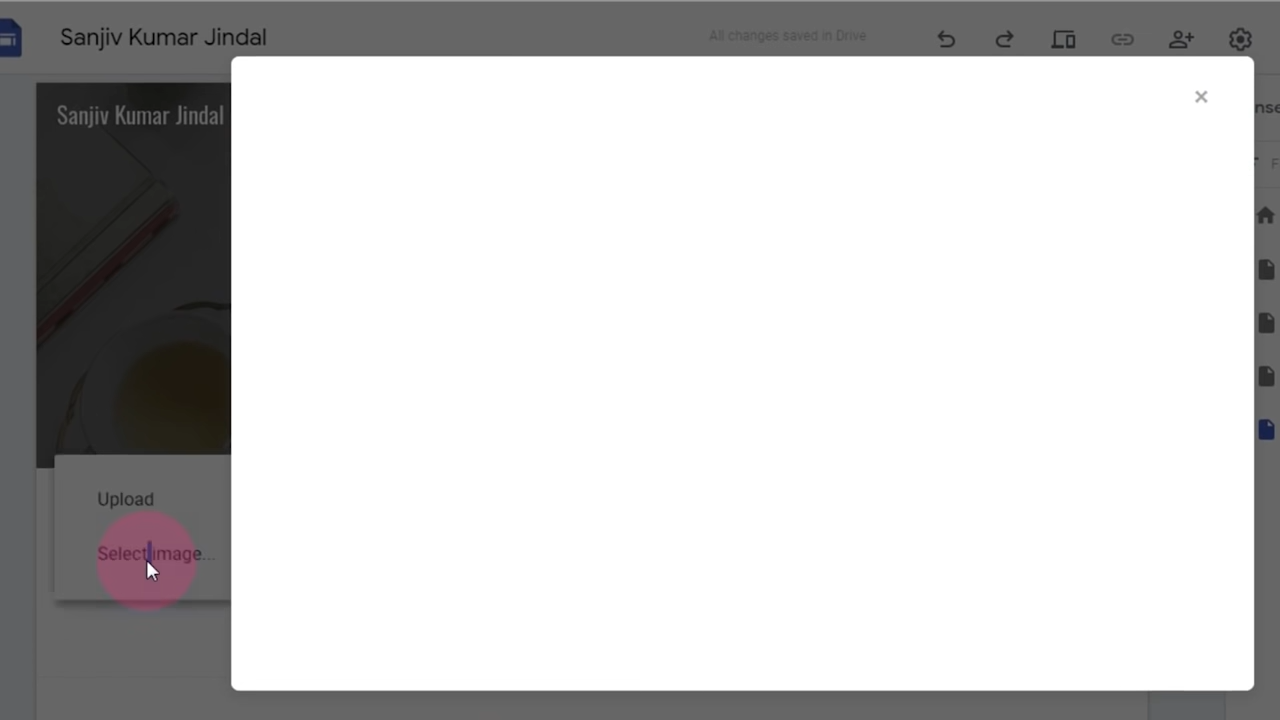 Sanjiv Kumar Jindal
All changes saved in Drive
Sanjiv Kumar Jindal
Upload
Select image...